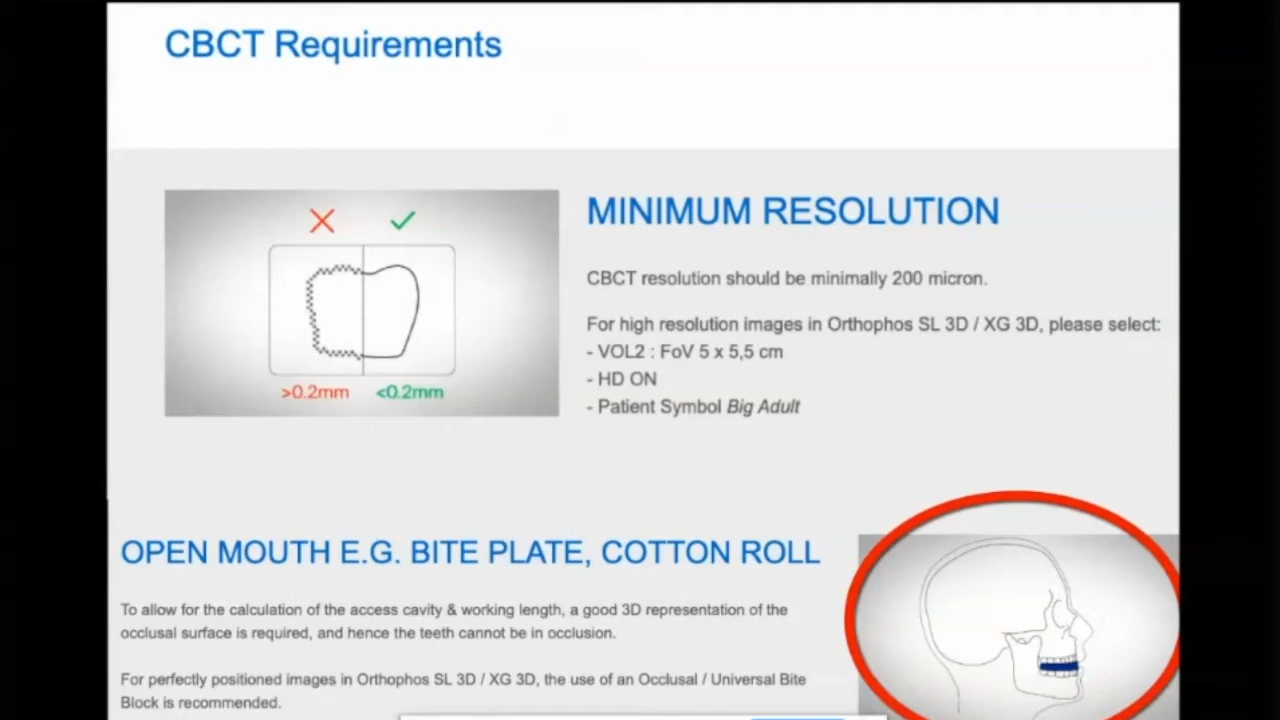 CBCT Requirements
>0.2mm <0.2mm
MINIMUM RESOLUTION
CBCT resolution should be minimally 200 micron.
For high resolution images in Orthophos SL 3D / XG 3D, please select:
- VOL2 : FoV 5 x 5,5 cm
- HD ON
- Patient Symbol Big Adult
OPEN MOUTH E.G. BITE PLATE, COTTON ROLL
To allow for the calculation of the access cavity & working length, a good 3D representation of the
occlusal surface is required, and hence the teeth cannot be in occlusion.
For perfectly positioned images in Orthophos SL 3D / XG 3D, the use of an Occlusal / Universal Bite
Block is recommended.